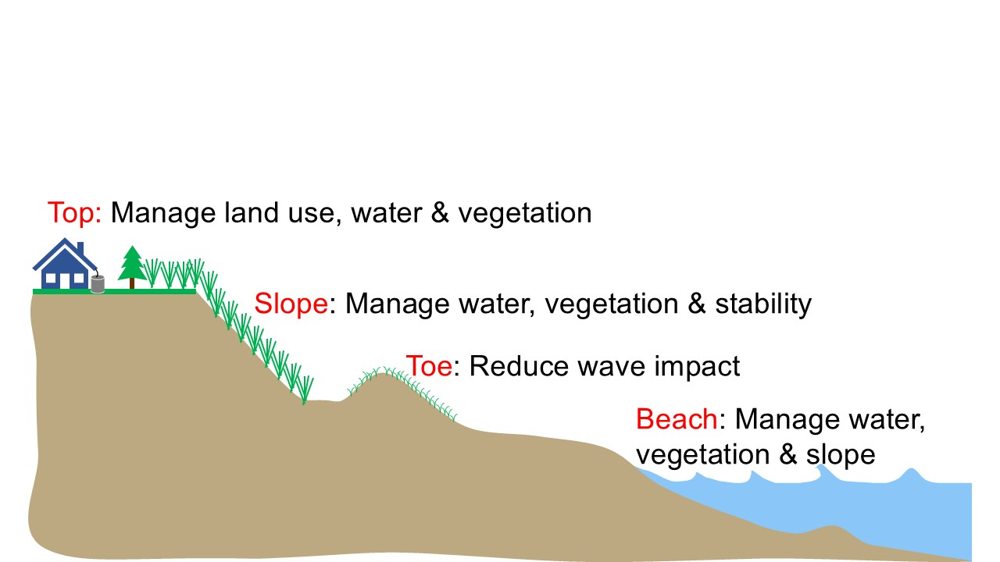 Top: Manage land use, water & vegetation
Slope: Manage water, vegetation & stability
Toe: Reduce wave impact
Beach: Manage water,
vegetation & slope